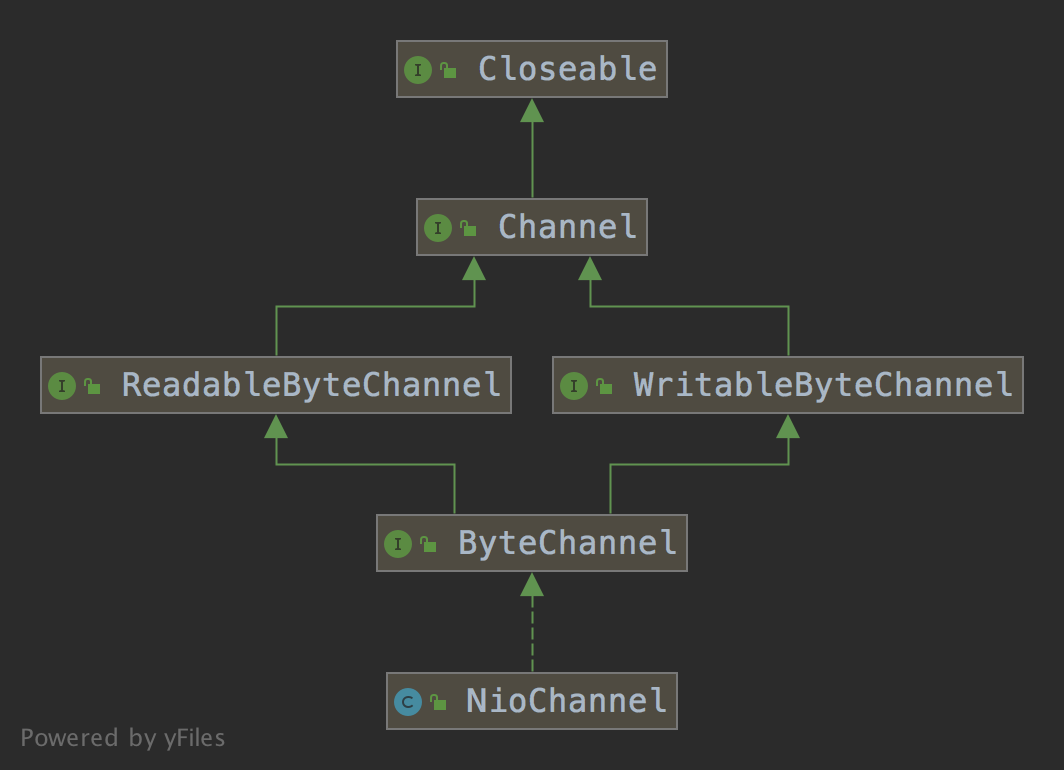 I Closeable
I Channel
I ReadableByteChannel
I WritableByteChannel
I ByteChannel
C NioChannel
Powered by yFiles